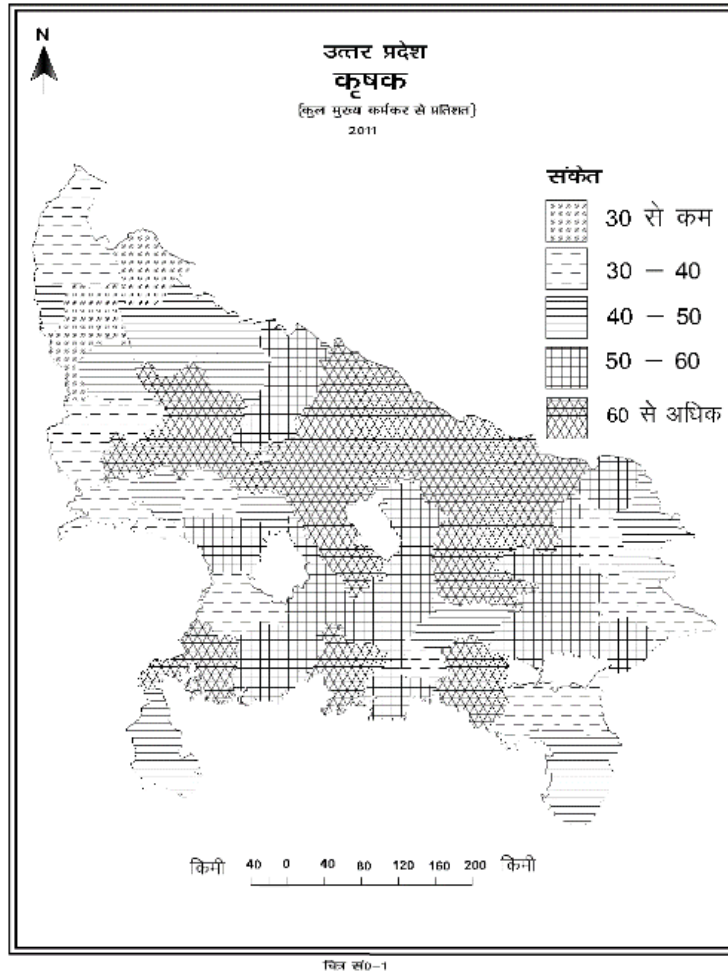 N
उत्तर प्रदेश
कृषक
{कुल मुख्य कर्मकर से प्रतिशत}
2011
संकेत
30 से कम
30 – 40
40 – 50
50 – 60
60 से अधिक
किमी 40 0 40 80 120 160 200 किमी
चित्र सं0–1